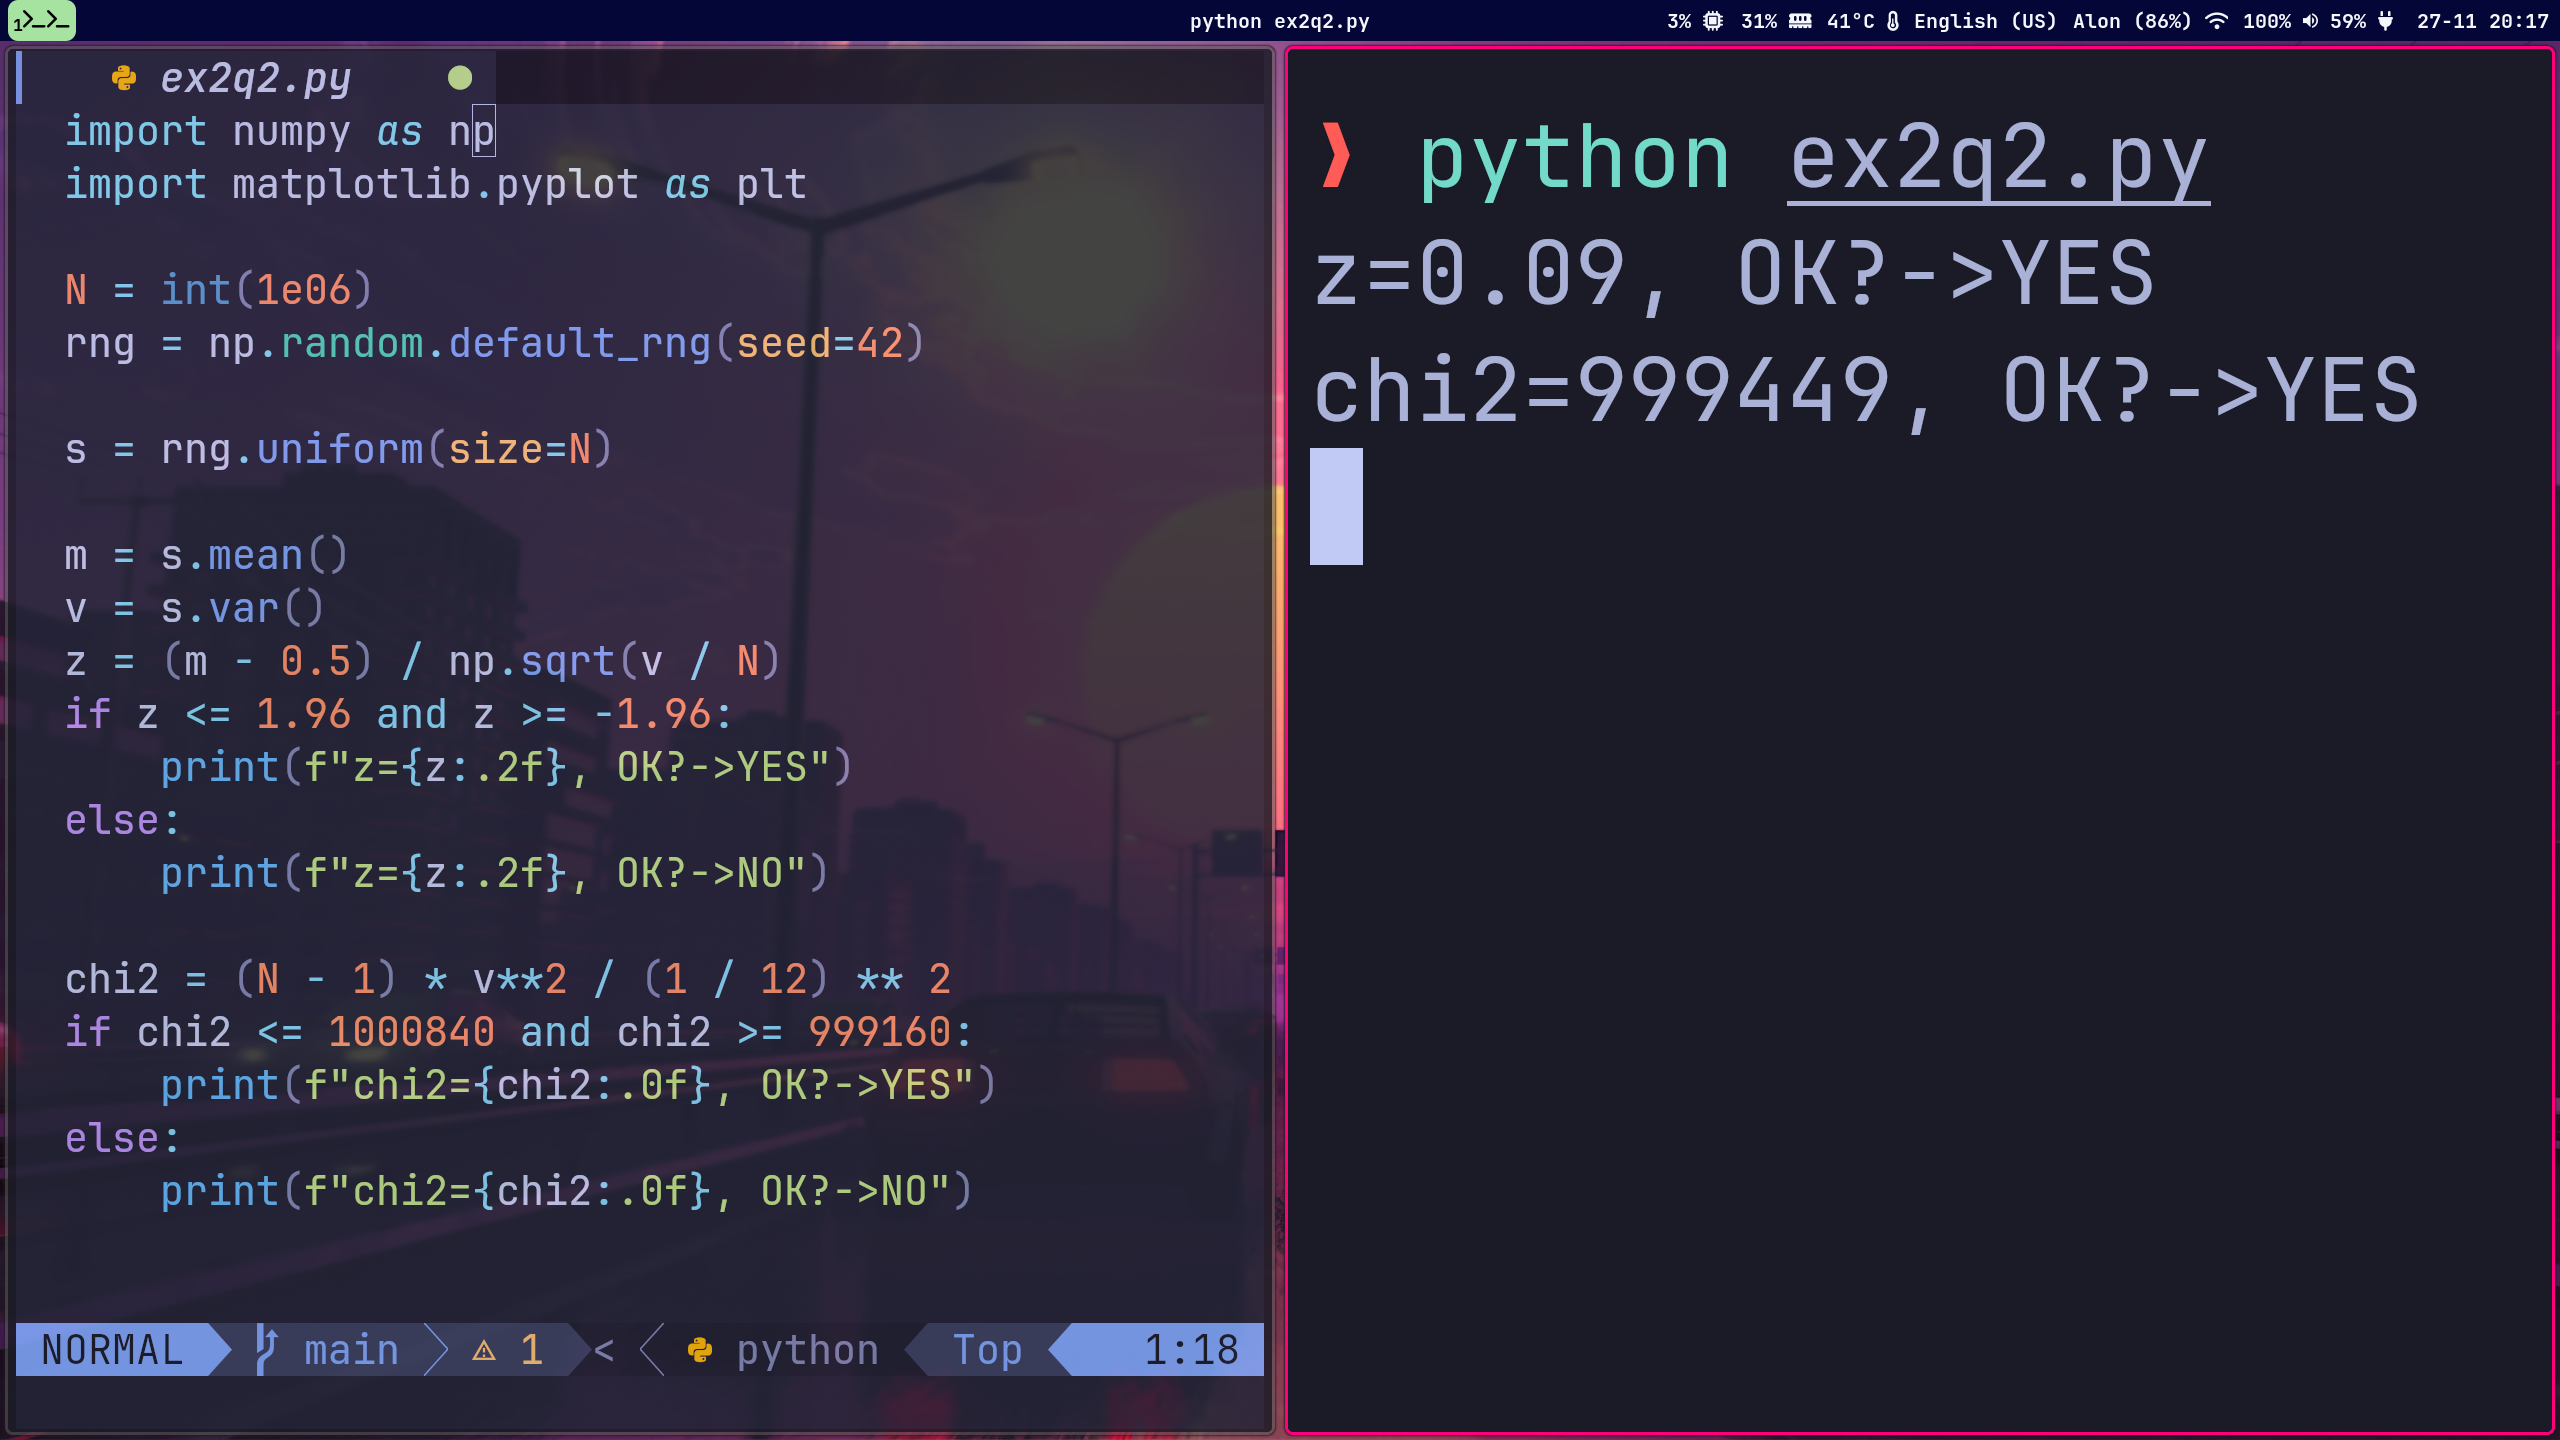 1
python ex2q2.py
3% 31% 41°C English (US) Alon (86%) 100% 59% 27-11 20:17
ex2q2.py
import numpy as np
import matplotlib.pyplot as plt
N = int(1e06)
rng = np.random.default_rng(seed=42)
s = rng.uniform(size=N)
m = s.mean()
v = s.var()
z = (m - 0.5) / np.sqrt(v / N)
if z <= 1.96 and z >= -1.96:
    print(f"z={z:.2f}, OK?->YES")
else:
    print(f"z={z:.2f}, OK?->NO")
chi2 = (N - 1) * v**2 / (1 / 12) ** 2
if chi2 <= 1000840 and chi2 >= 999160:
    print(f"chi2={chi2:.0f}, OK?->YES")
else:
    print(f"chi2={chi2:.0f}, OK?->NO")
NORMAL main 1 < python Top 1:18
❱ python ex2q2.py
z=0.09, OK?->YES
chi2=999449, OK?->YES